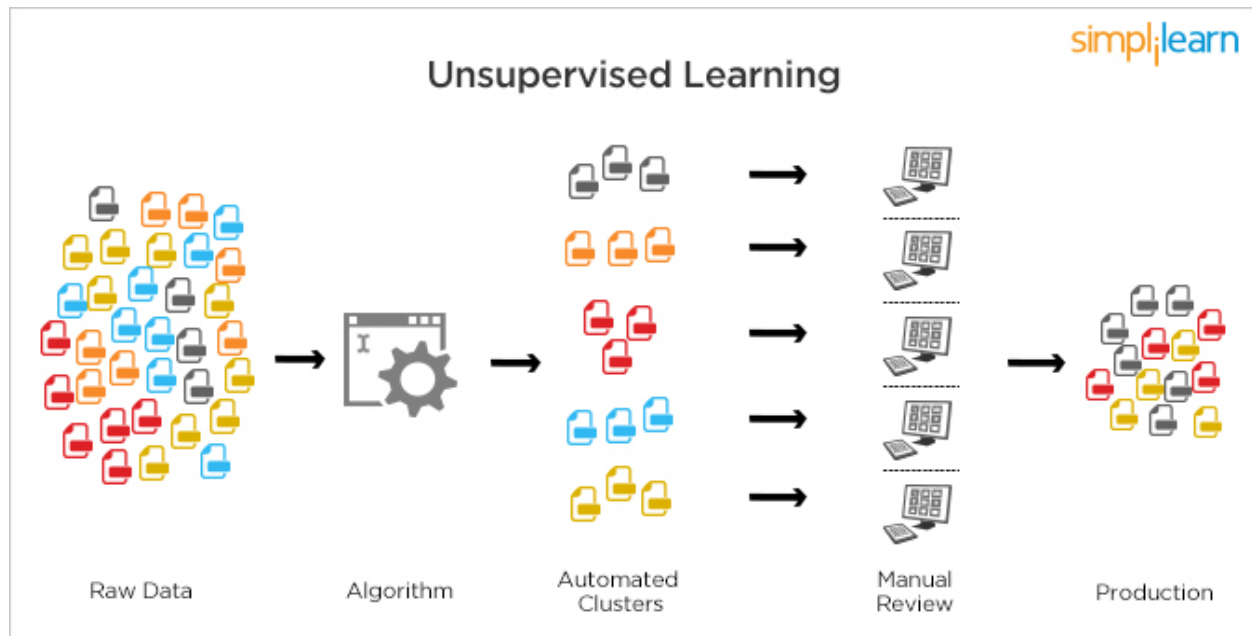 simplilearn
Unsupervised Learning
Raw Data
Algorithm
Automated
Clusters
Manual
Review
Production